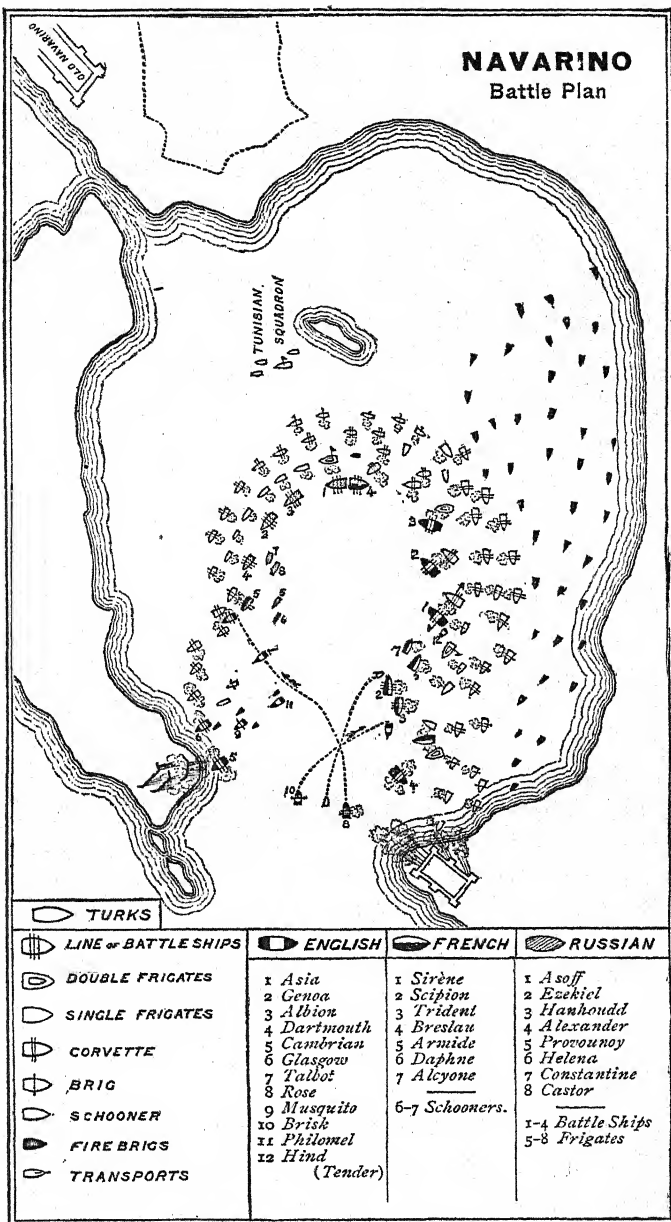 NAVARINO
Battle Plan
OLD NAVARINO
TUNISIAN
SQUADRON
TURKS
LINE OF BATTLE SHIPS
DOUBLE FRIGATES
SINGLE FRIGATES
CORVETTE
BRIG
SCHOONER
FIRE BRIGS
TRANSPORTS
ENGLISH
1 Asia
2 Genoa
3 Albion
4 Dartmouth
5 Cambrian
6 Glasgow
7 Talbot
8 Rose
9 Musquito
10 Brisk
11 Philomel
12 Hind
(Tender)
FRENCH
1 Sirène
2 Scipion
3 Trident
4 Breslau
5 Armide
6 Daphne
7 Alcyone
6-7 Schooners.
RUSSIAN
1 Asoff
2 Ezekiel
3 Hanhoudd
4 Alexander
5 Provounoy
6 Helena
7 Constantine
8 Castor
1-4 Battle Ships
5-8 Frigates